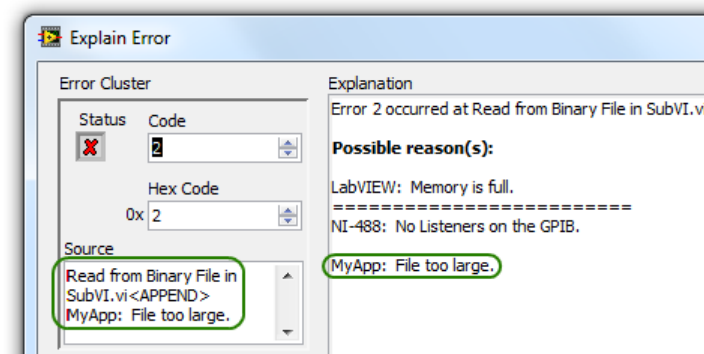 Explain Error
Error Cluster
Status
Code
2
Hex Code
0x 2
Source
Read from Binary File in
SubVI.vi<APPEND>
MyApp: File too large.
Explanation
Error 2 occurred at Read from Binary File in SubVI.v
Possible reason(s):
LabVIEW: Memory is full.
=========================
NI-488: No Listeners on the GPIB.
MyApp: File too large.